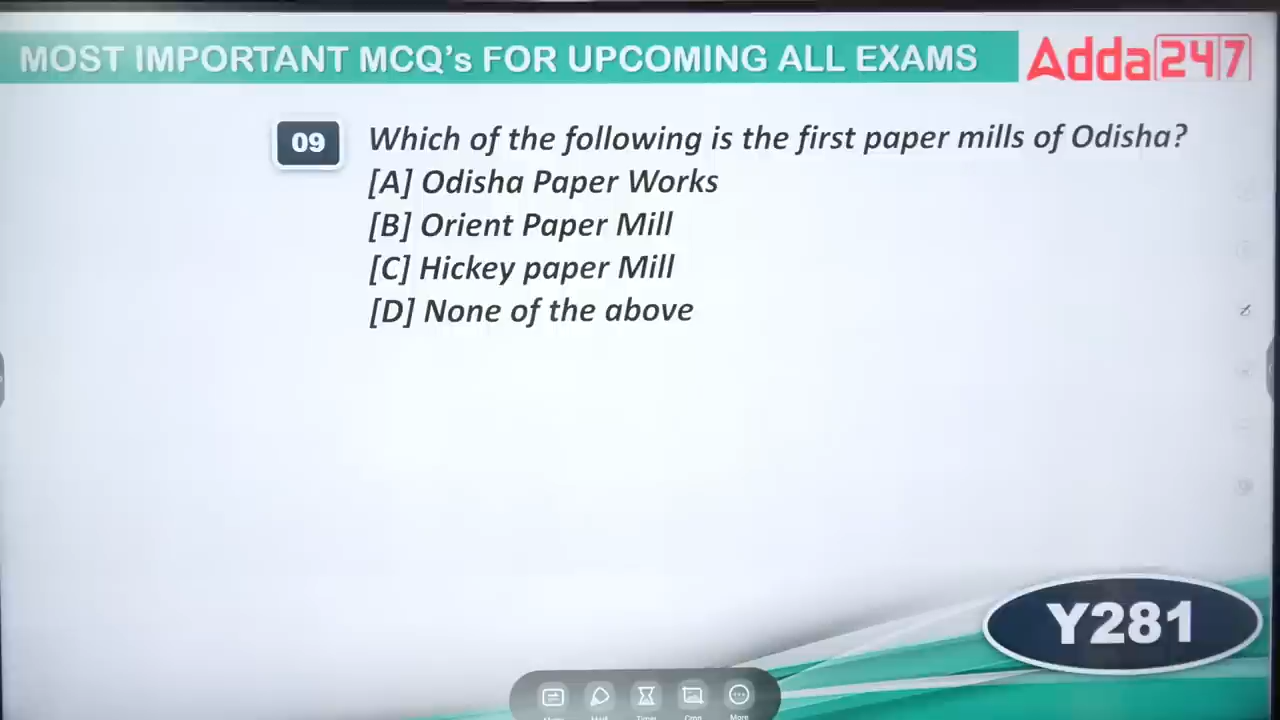 MOST IMPORTANT MCQ's FOR UPCOMING ALL EXAMS
Adda247
09
Which of the following is the first paper mills of Odisha?
[A] Odisha Paper Works
[B] Orient Paper Mill
[C] Hickey paper Mill
[D] None of the above
Y281
More